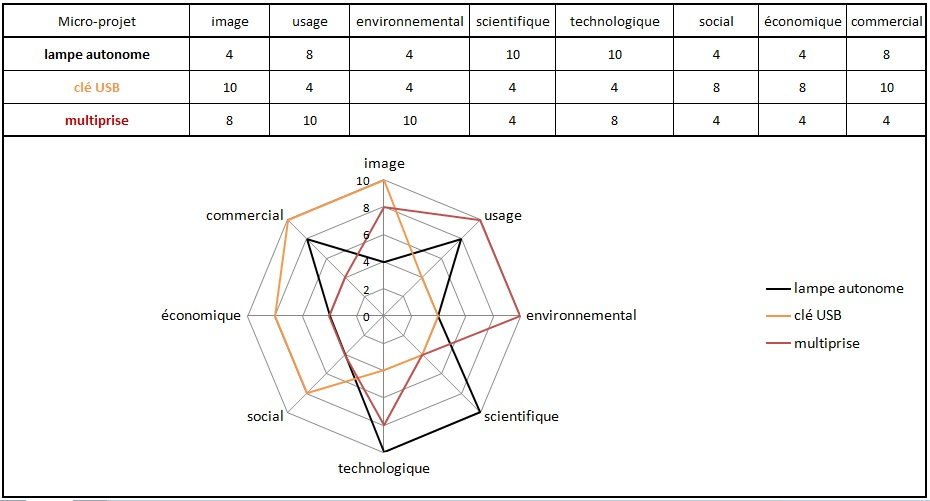 Micro-projet image usage environnemental scientifique technologique social économique commercial
lampe autonome 4 8 4 10 10 4 4 8
clé USB 10 4 4 4 4 8 8 10
multiprise 8 10 10 4 8 4 4 4
image
10
commercial
usage
8
6
4
2
économique
0
environnemental
social
scientifique
technologique
lampe autonome
clé USB
multiprise